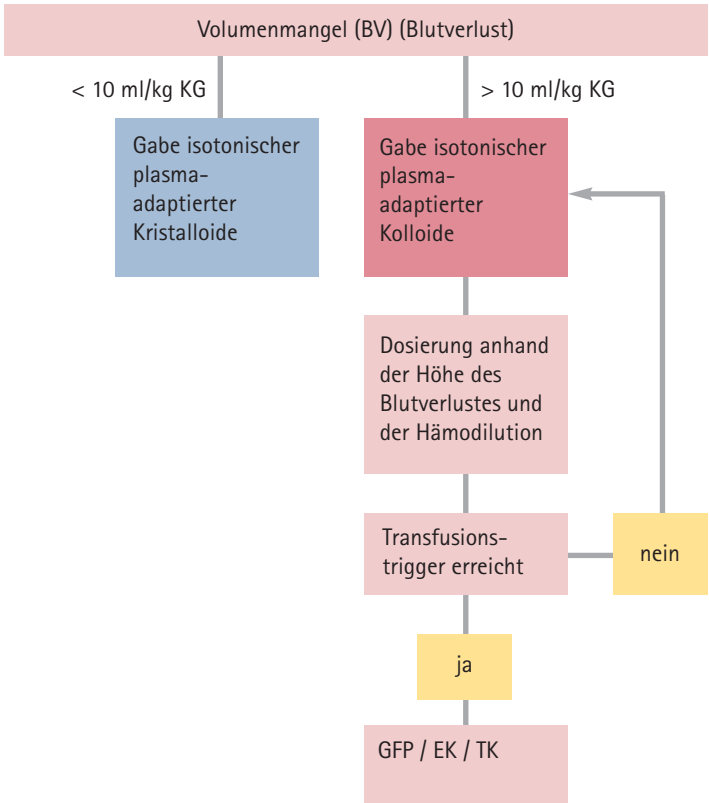 Volumenmangel (BV) (Blutverlust)
< 10 ml/kg KG
> 10 ml/kg KG
Gabe isotonischer
plasma-
adaptierter
Kristalloide
Gabe isotonischer
plasma-
adaptierter
Kolloide
Dosierung anhand
der Höhe des
Blutverlustes und
der Hämodilution
Transfusions-
trigger erreicht
nein
ja
GFP / EK / TK